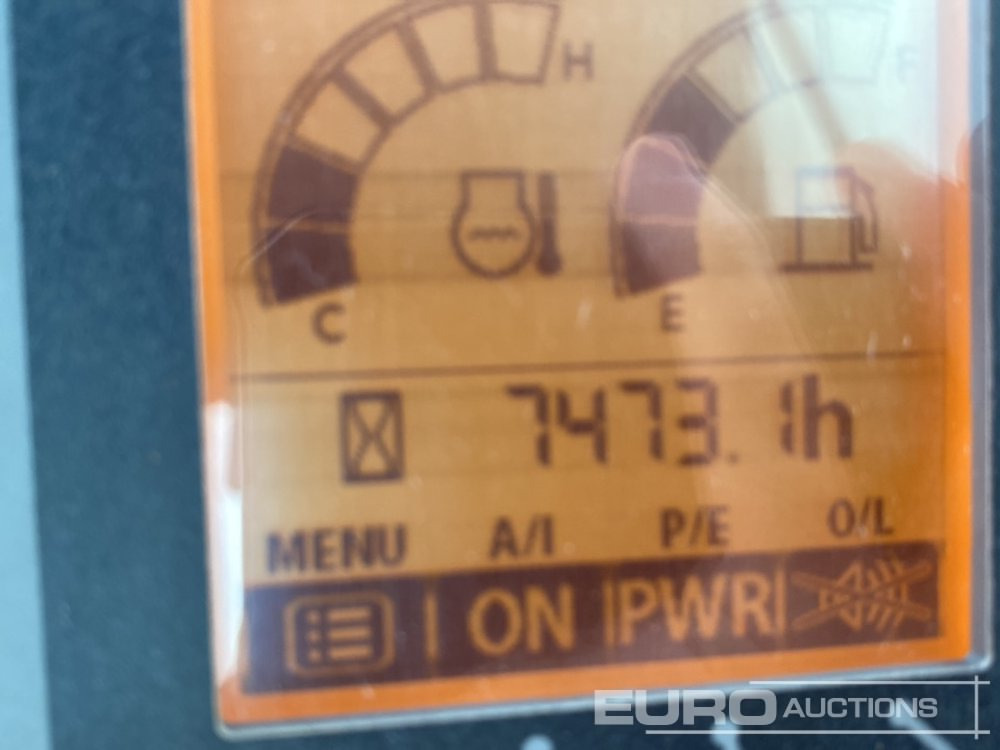 H F
C E
7473.1h
MENU A/I P/E O/L
ON PWR
EURO AUCTIONS